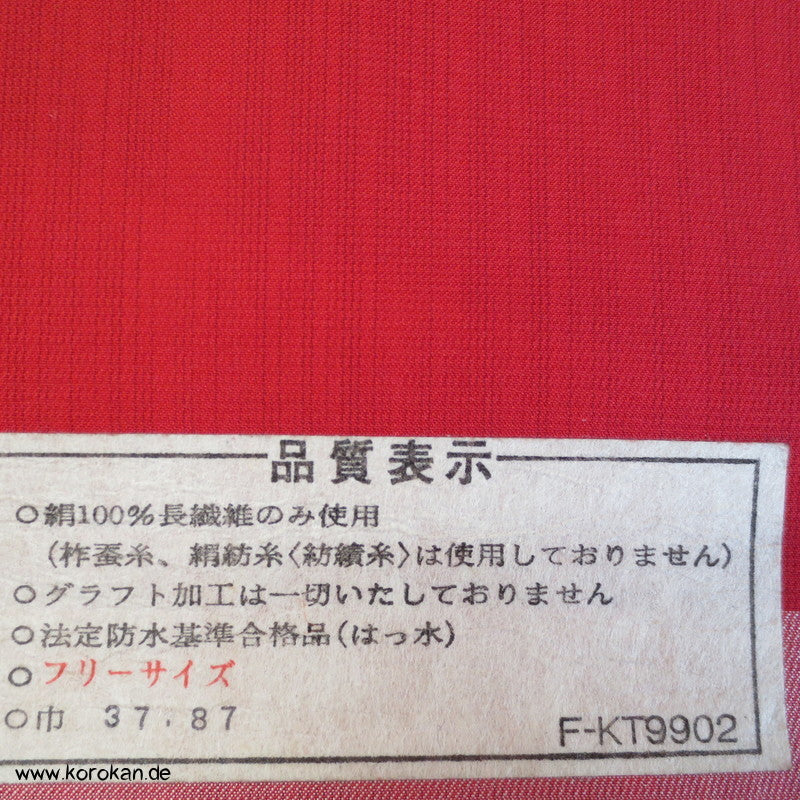 品質表示
○絹100%長繊維のみ使用
(柞蚕糸、絹紡糸〈紡績糸〉は使用しておりません)
○グラフト加工は一切いたしておりません
○法定防水基準合格品(はっ水)
○フリーサイズ
○巾 37.87
F-KT9902
www.korokan.de